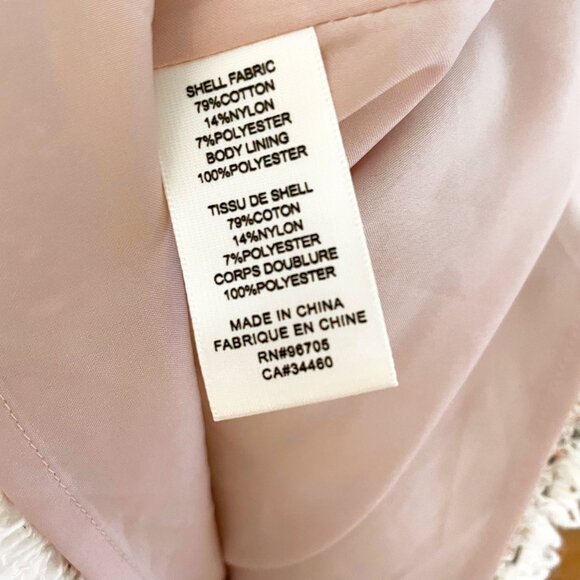 SHELL FABRIC
79%COTTON
14%NYLON
7%POLYESTER
BODY LINING
100%POLYESTER
TISSU DE SHELL
79%COTON
14%NYLON
7%POLYESTER
CORPS DOUBLURE
100%POLYESTER
MADE IN CHINA
FABRIQUE EN CHINE
RN#96705
CA#34460